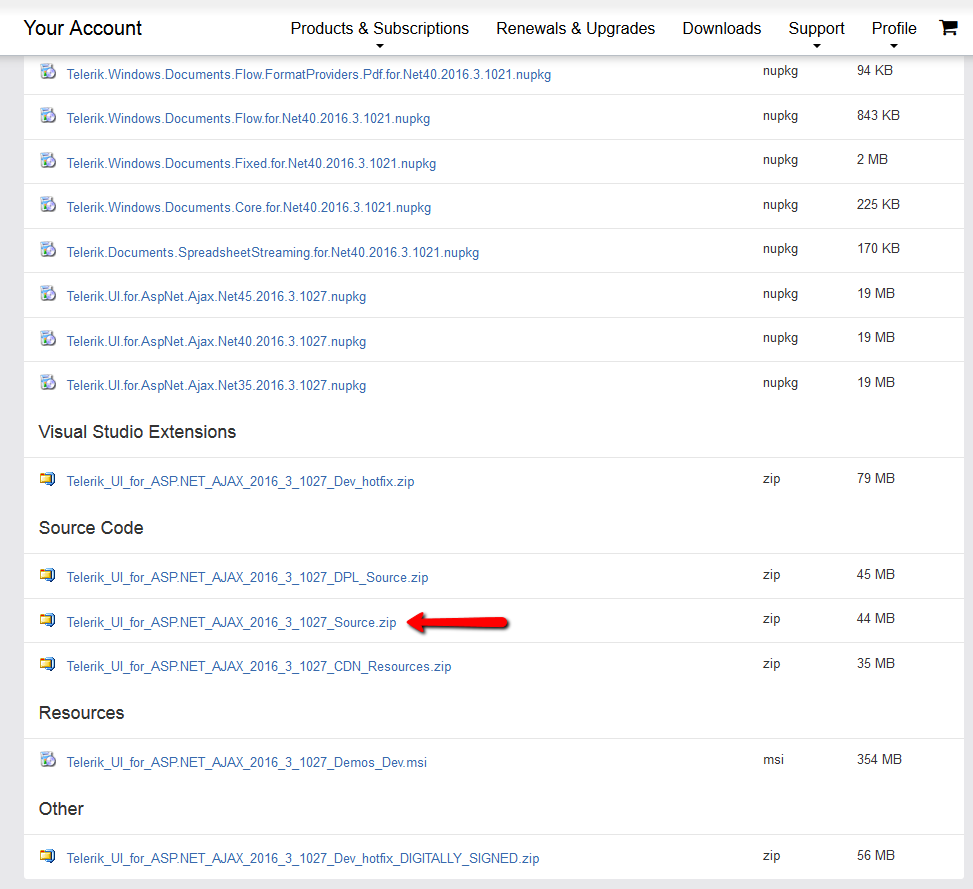 Your Account Products & Subscriptions Renewals & Upgrades Downloads Support Profile
Telerik.Windows.Documents.Flow.FormatProviders.Pdf.for.Net40.2016.3.1021.nupkg nupkg 94 KB
Telerik.Windows.Documents.Flow.for.Net40.2016.3.1021.nupkg nupkg 843 KB
Telerik.Windows.Documents.Fixed.for.Net40.2016.3.1021.nupkg nupkg 2 MB
Telerik.Windows.Documents.Core.for.Net40.2016.3.1021.nupkg nupkg 225 KB
Telerik.Documents.SpreadsheetStreaming.for.Net40.2016.3.1021.nupkg nupkg 170 KB
Telerik.UI.for.AspNet.Ajax.Net45.2016.3.1027.nupkg nupkg 19 MB
Telerik.UI.for.AspNet.Ajax.Net40.2016.3.1027.nupkg nupkg 19 MB
Telerik.UI.for.AspNet.Ajax.Net35.2016.3.1027.nupkg nupkg 19 MB
Visual Studio Extensions
Telerik_UI_for_ASP.NET_AJAX_2016_3_1027_Dev_hotfix.zip zip 79 MB
Source Code
Telerik_UI_for_ASP.NET_AJAX_2016_3_1027_DPL_Source.zip zip 45 MB
Telerik_UI_for_ASP.NET_AJAX_2016_3_1027_Source.zip zip 44 MB
Telerik_UI_for_ASP.NET_AJAX_2016_3_1027_CDN_Resources.zip zip 35 MB
Resources
Telerik_UI_for_ASP.NET_AJAX_2016_3_1027_Demos_Dev.msi msi 354 MB
Other
Telerik_UI_for_ASP.NET_AJAX_2016_3_1027_Dev_hotfix_DIGITALLY_SIGNED.zip zip 56 MB